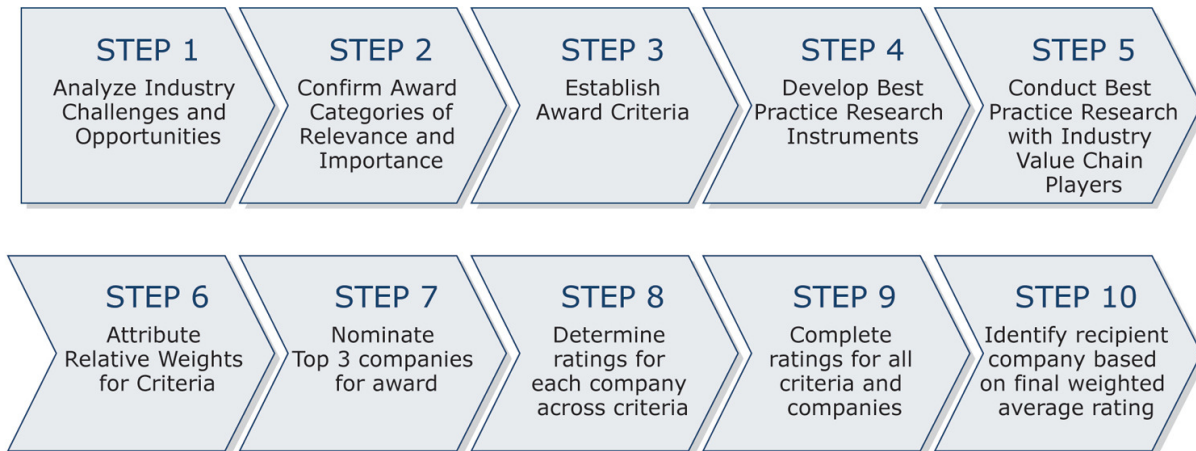 STEP 1
Analyze Industry
Challenges and
Opportunities
STEP 2
Confirm Award
Categories of
Relevance and
Importance
STEP 3
Establish
Award Criteria
STEP 4
Develop Best
Practice Research
Instruments
STEP 5
Conduct Best
Practice Research
with Industry
Value Chain
Players
STEP 6
Attribute
Relative Weights
for Criteria
STEP 7
Nominate
Top 3 companies
for award
STEP 8
Determine
ratings for
each company
across criteria
STEP 9
Complete
ratings for all
criteria and
companies
STEP 10
Identify recipient
company based
on final weighted
average rating